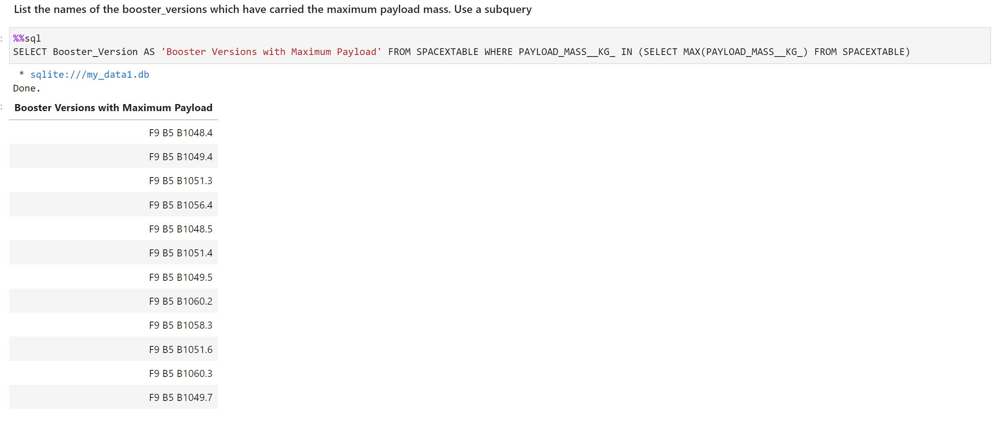 List the names of the booster_versions which have carried the maximum payload mass. Use a subquery
:
%%sql
SELECT Booster_Version AS 'Booster Versions with Maximum Payload' FROM SPACEXTABLE WHERE PAYLOAD_MASS__KG_ IN (SELECT MAX(PAYLOAD_MASS__KG_) FROM SPACEXTABLE)
* sqlite:///my_data1.db
Done.
:
Booster Versions with Maximum Payload
F9 B5 B1048.4
F9 B5 B1049.4
F9 B5 B1051.3
F9 B5 B1056.4
F9 B5 B1048.5
F9 B5 B1051.4
F9 B5 B1049.5
F9 B5 B1060.2
F9 B5 B1058.3
F9 B5 B1051.6
F9 B5 B1060.3
F9 B5 B1049.7